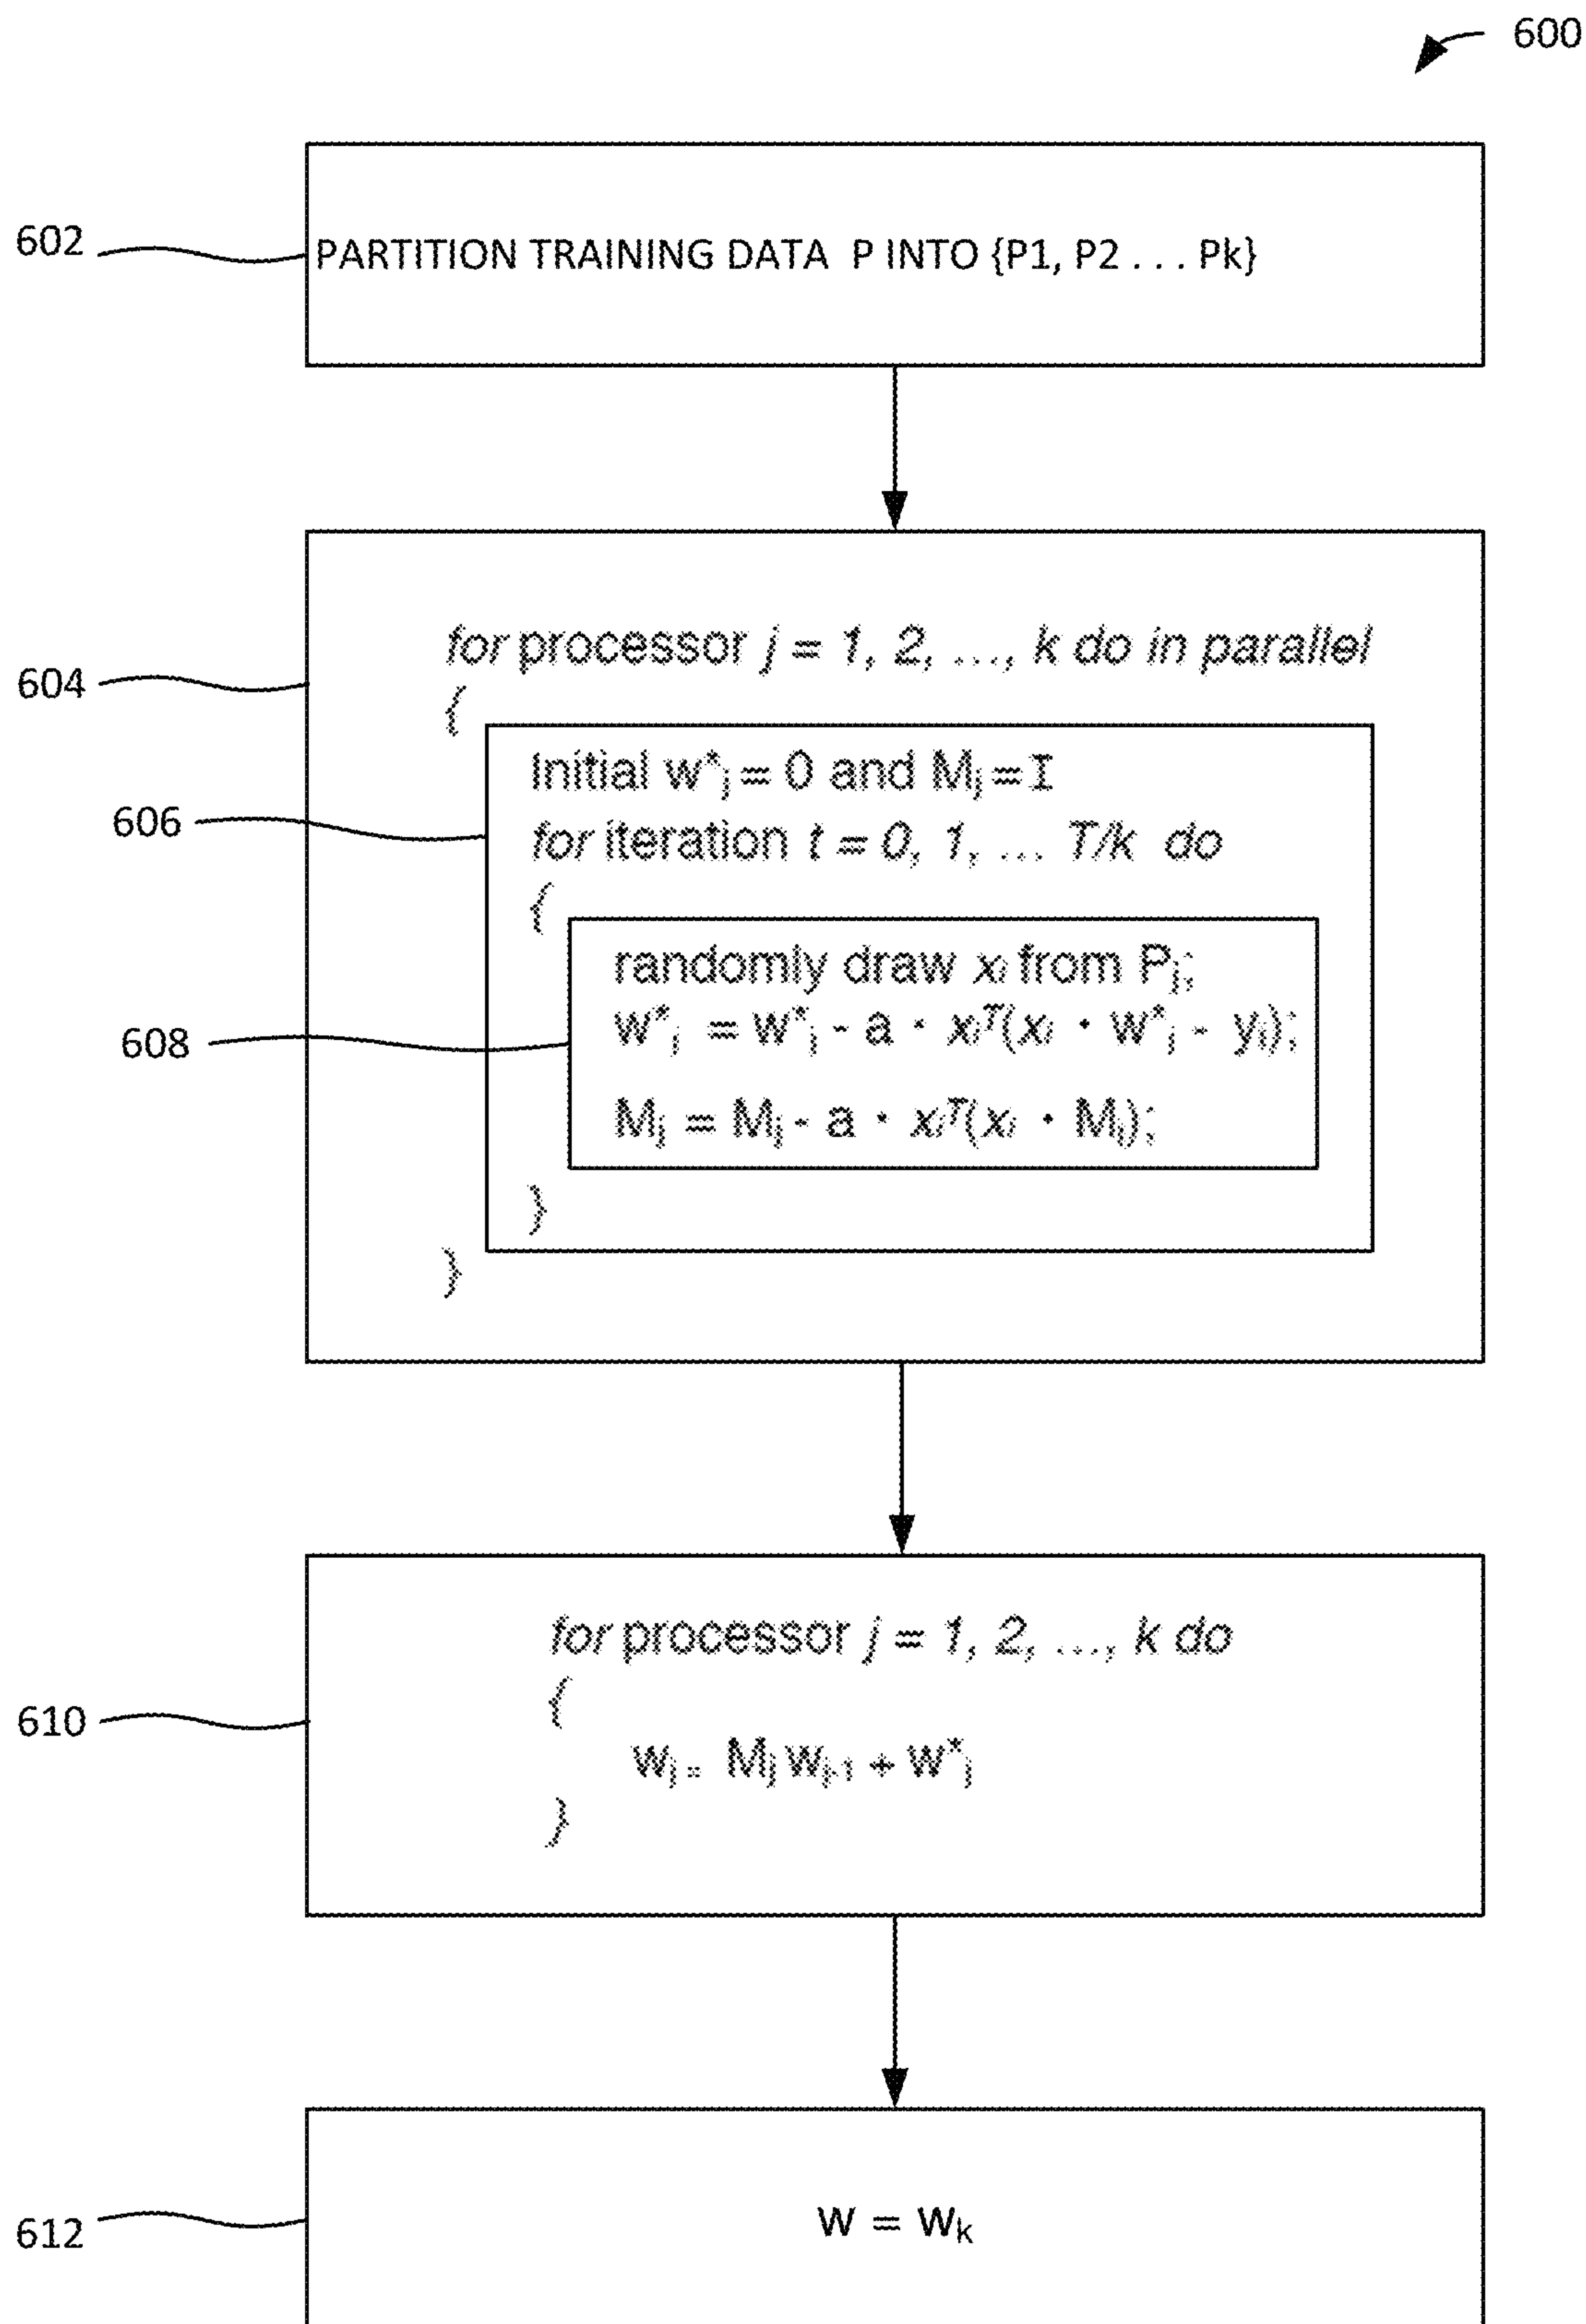 600
602
PARTITION TRAINING DATA P INTO {P1, P2 . . . Pk}
604
for processor j = 1, 2, ..., k do in parallel
{
606
Initial w*j = 0 and Mj = I
for iteration t = 0, 1, ... T/k do
{
608
randomly draw xi from Pj;
w*j = w*j - a · xiT(xi · w*j - yi);
Mj = Mj - a · xiT(xi · Mj);
}
}
610
for processor j = 1, 2, ..., k do
{
wj = Mj wj-1 + w*j
}
612
w = wk